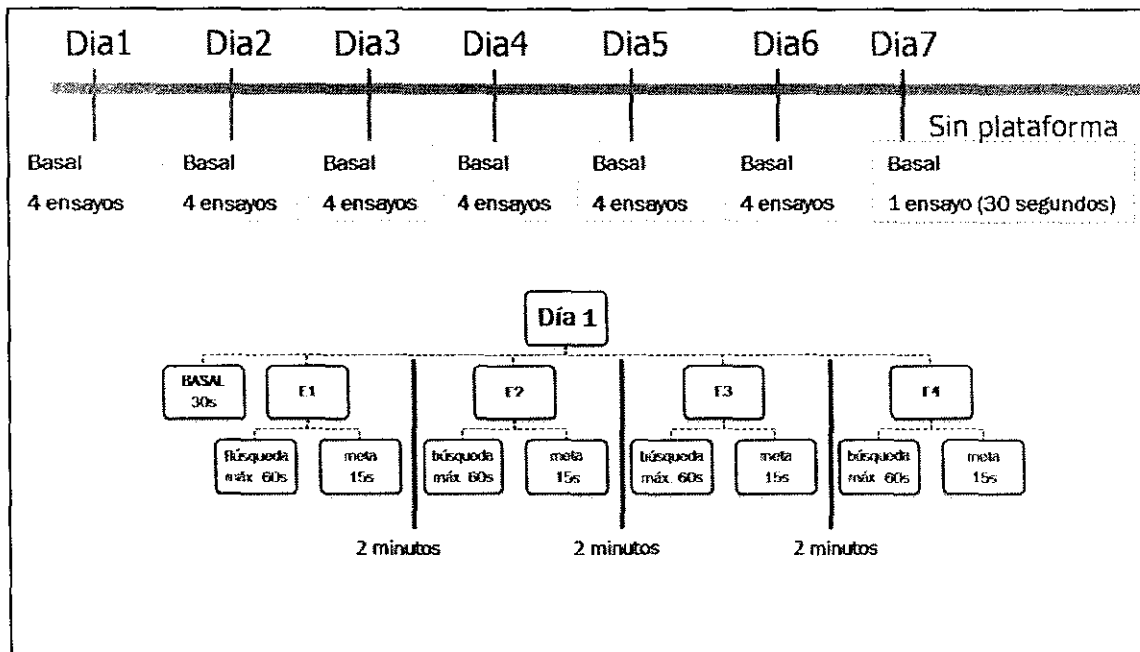 Dia1 Dia2 Dia3 Dia4 Dia5 Dia6 Dia7
Sin plataforma
Basal Basal Basal Basal Basal Basal Basal
4 ensayos 4 ensayos 4 ensayos 4 ensayos 4 ensayos 4 ensayos 1 ensayo (30 segundos)
Día 1
BASAL E1 E2 E3 E4
30s
búsqueda meta búsqueda meta búsqueda meta búsqueda meta
máx. 60s 15s máx. 60s 15s máx. 60s 15s máx. 60s 15s
2 minutos 2 minutos 2 minutos